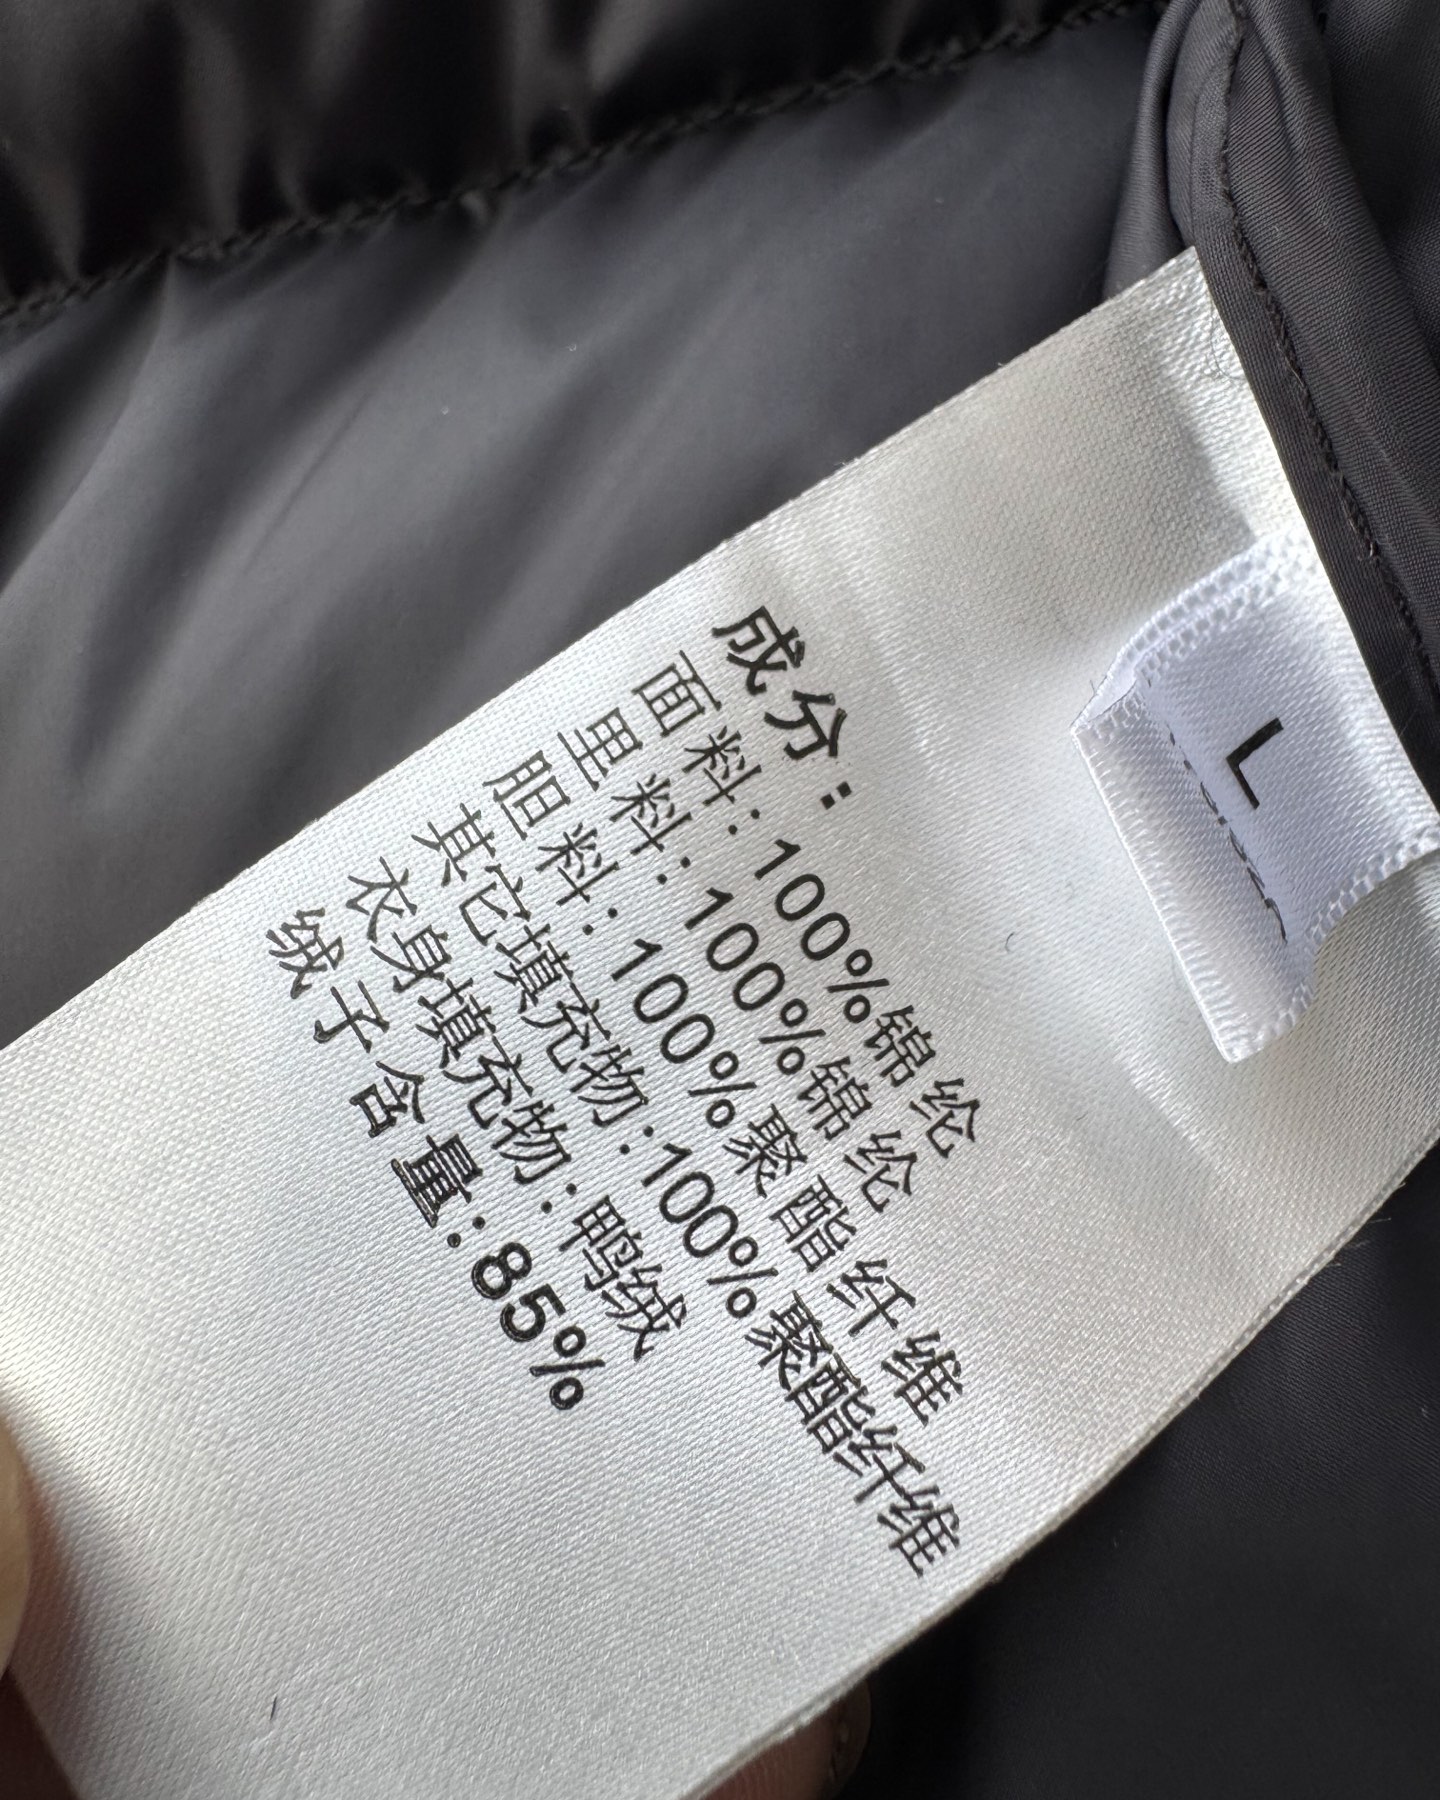 成分:
面料:100%锦纶
里料:100%锦纶
胆料:100%聚酯纤维
其它填充物:100%聚酯纤维
衣身填充物:鸭绒
绒子含量:85%
L